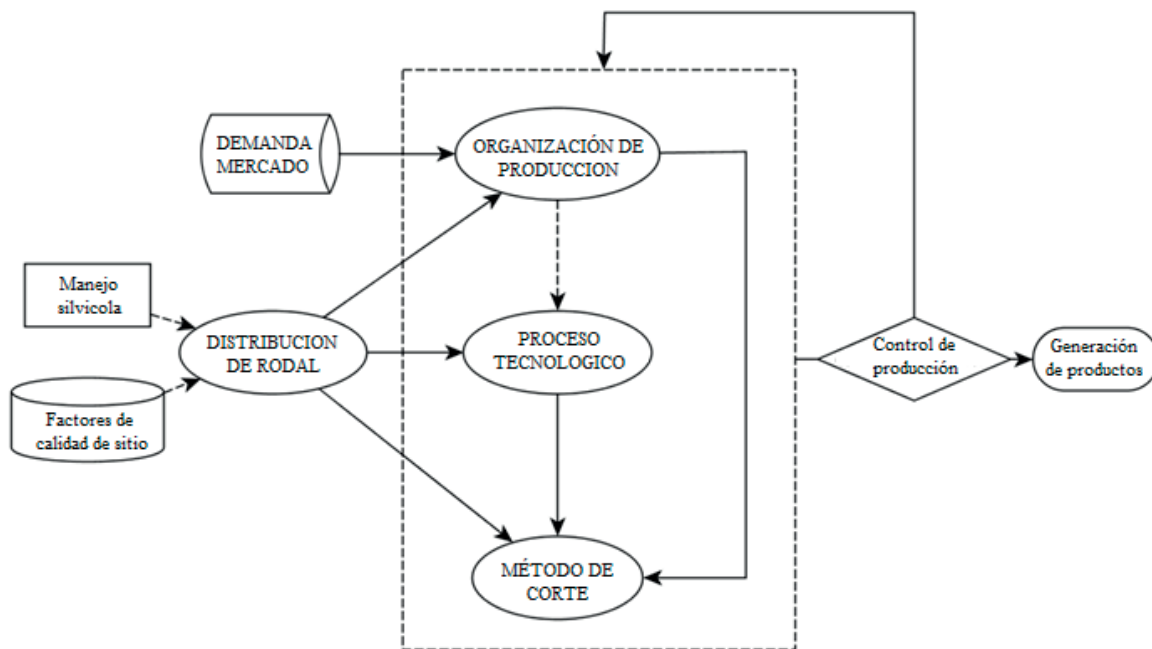 DEMANDA
MERCADO
ORGANIZACIÓN DE
PRODUCCION
Manejo
silvicola
DISTRIBUCION
DE RODAL
PROCESO
TECNOLOGICO
Factores de
calidad de sitio
MÉTODO DE
CORTE
Control de
producción
Generación
de productos